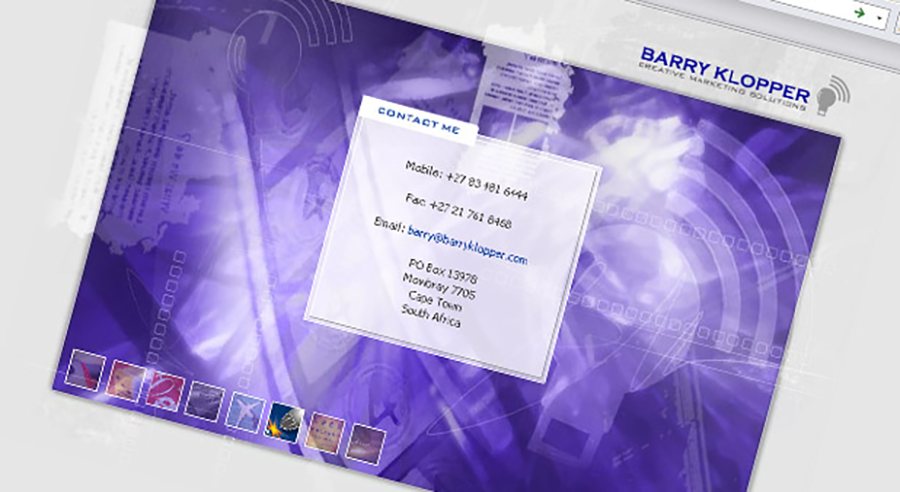 BARRY KLOPPER
CREATIVE MARKETING SOLUTIONS
CONTACT ME
Mobile: +27 83 481 6444
Fax: +27 21 761 8468
Email: barry@barryklopper.com
PO Box 13978
Mowbray 7705
Cape Town
South Africa